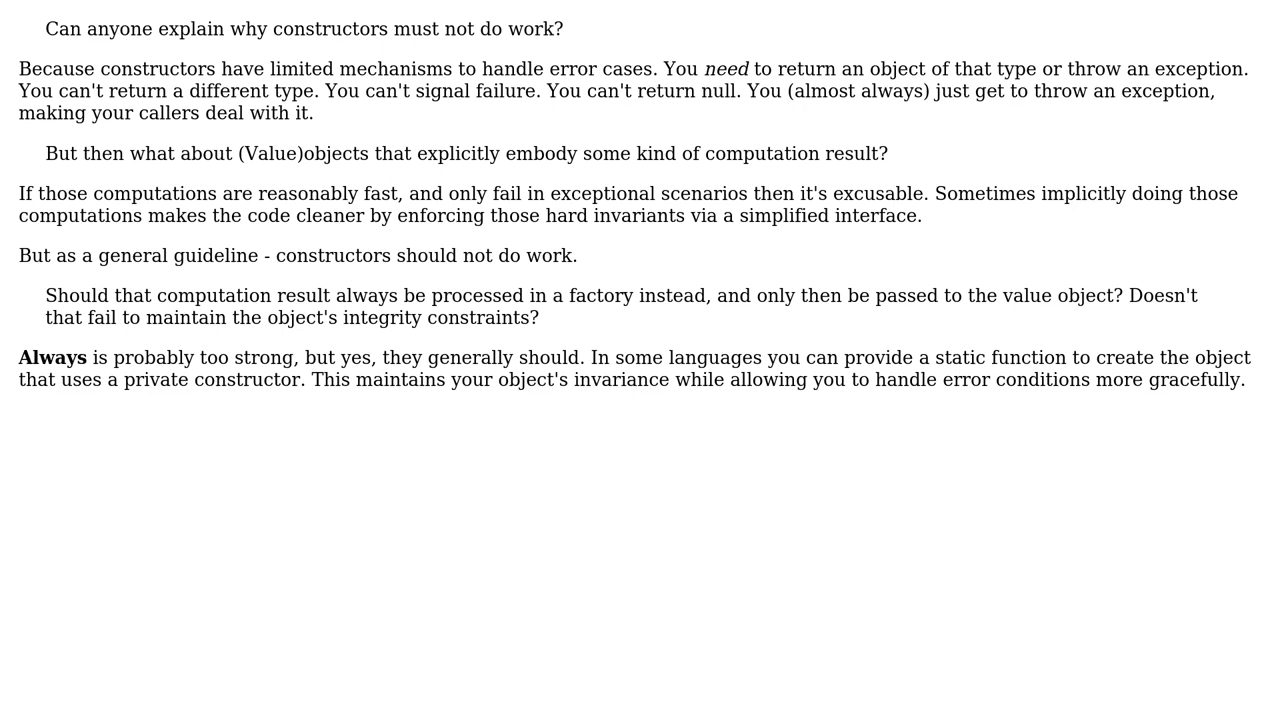 Can anyone explain why constructors must not do work?
Because constructors have limited mechanisms to handle error cases. You need to return an object of that type or throw an exception.
You can't return a different type. You can't signal failure. You can't return null. You (almost always) just get to throw an exception,
making your callers deal with it.
But then what about (Value)objects that explicitly embody some kind of computation result?
If those computations are reasonably fast, and only fail in exceptional scenarios then it's excusable. Sometimes implicitly doing those
computations makes the code cleaner by enforcing those hard invariants via a simplified interface.
But as a general guideline - constructors should not do work.
Should that computation result always be processed in a factory instead, and only then be passed to the value object? Doesn't
that fail to maintain the object's integrity constraints?
Always is probably too strong, but yes, they generally should. In some languages you can provide a static function to create the object
that uses a private constructor. This maintains your object's invariance while allowing you to handle error conditions more gracefully.